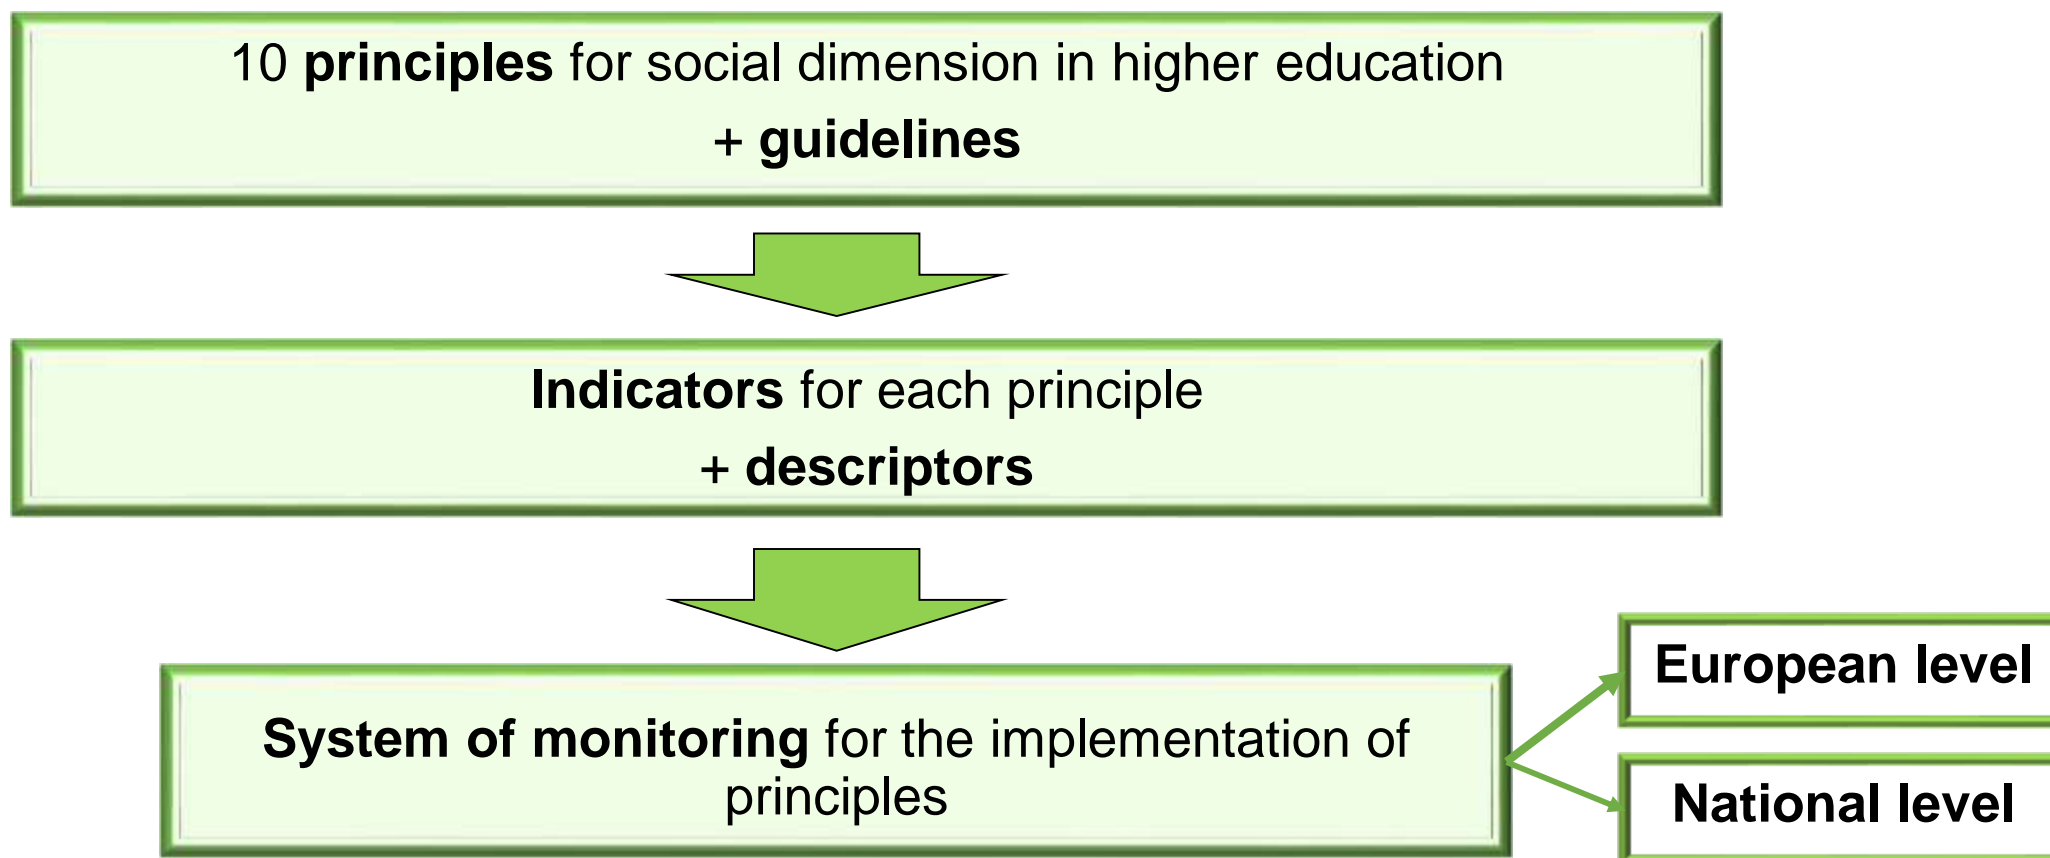 10 principles for social dimension in higher education
+ guidelines
Indicators for each principle
+ descriptors
System of monitoring for the implementation of
principles
European level
National level